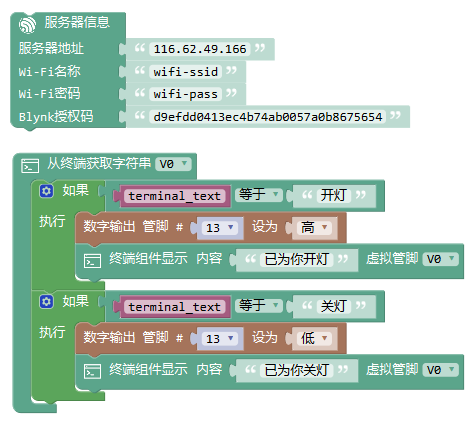 服务器信息
服务器地址 “ 116.62.49.166 ”
Wi-Fi名称 “ wifi-ssid ”
Wi-Fi密码 “ wifi-pass ”
Blynk授权码 “ d9efdd0413ec4b74ab0057a0b8675654 ”
从终端获取字符串 V0
如果 terminal_text 等于 “ 开灯 ”
执行 数字输出 管脚 # 13 设为 高
终端组件显示 内容 “ 已为你开灯 ” 虚拟管脚 V0
如果 terminal_text 等于 “ 关灯 ”
执行 数字输出 管脚 # 13 设为 低
终端组件显示 内容 “ 已为你关灯 ” 虚拟管脚 V0